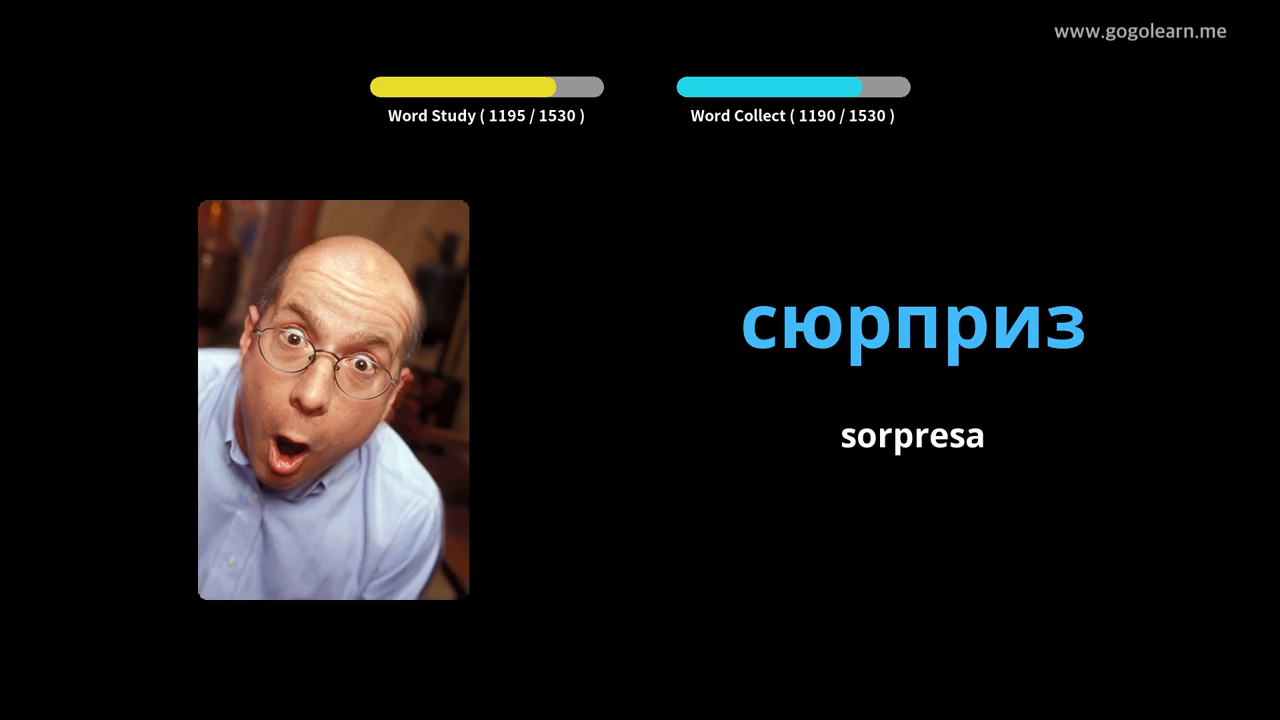 www.gogolearn.me
Word Study ( 1195 / 1530 )
Word Collect ( 1190 / 1530 )
сюрприз
sorpresa